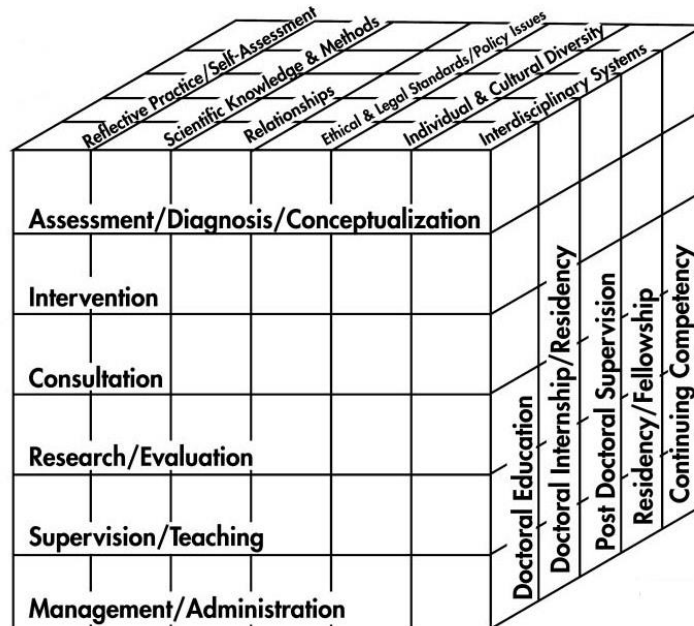 Reflective Practice/Self-Assessment
Scientific Knowledge & Methods
Relationships
Ethical & Legal Standards/Policy Issues
Individual & Cultural Diversity
Interdisciplinary Systems
Assessment/Diagnosis/Conceptualization
Intervention
Consultation
Research/Evaluation
Supervision/Teaching
Management/Administration
Doctoral Education
Doctoral Internship/Residency
Post Doctoral Supervision
Residency/Fellowship
Continuing Competency